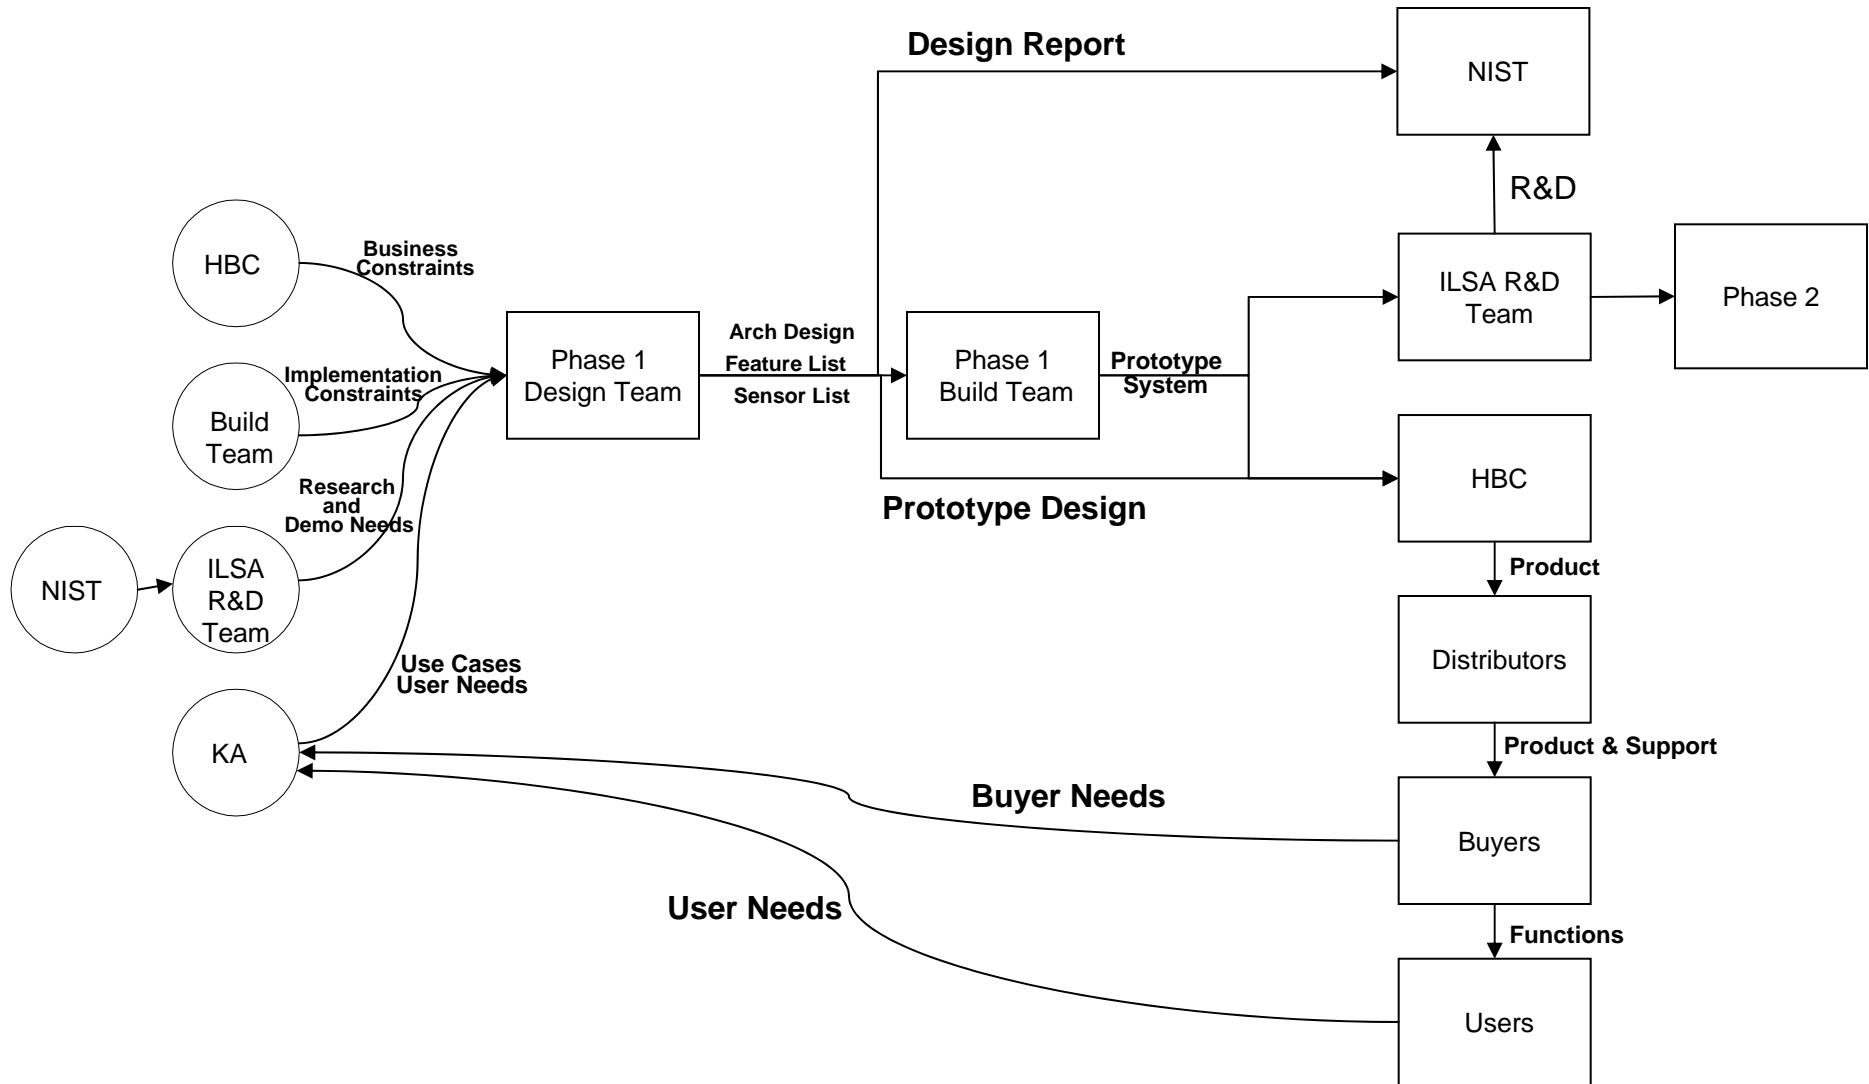 Design Report
NIST
R&D
HBC
Business
Constraints
ILSA R&D
Team
Phase 2
Phase 1
Design Team
Arch Design
Feature List
Sensor List
Phase 1
Build Team
Prototype
System
Implementation
Constraints
Build
Team
HBC
Prototype Design
Research
and
Demo Needs
NIST
ILSA
R&D
Team
Product
Distributors
Use Cases
User Needs
KA
Product & Support
Buyer Needs
Buyers
User Needs
Functions
Users